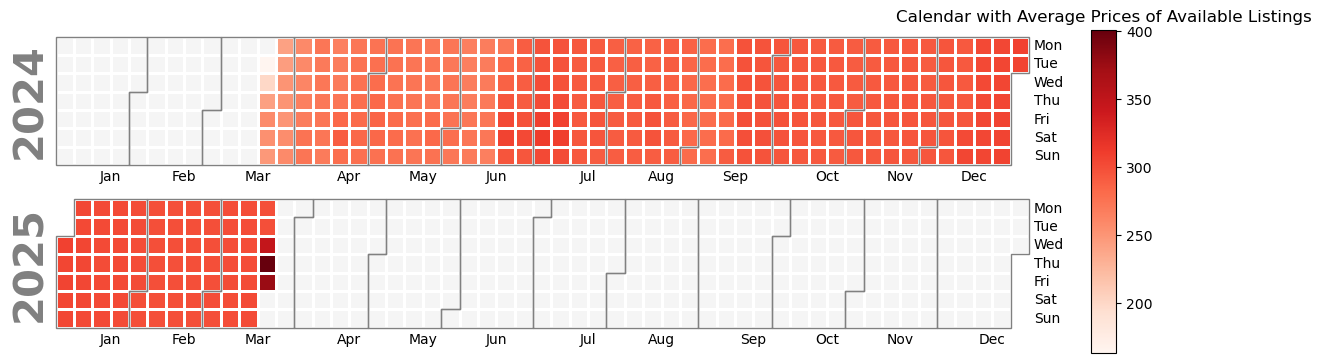 Calendar with Average Prices of Available Listings
2024
Mon
Tue
Wed
Thu
Fri
Sat
Sun
Jan Feb Mar Apr May Jun Jul Aug Sep Oct Nov Dec
2025
Mon
Tue
Wed
Thu
Fri
Sat
Sun
Jan Feb Mar Apr May Jun Jul Aug Sep Oct Nov Dec
400
350
300
250
200